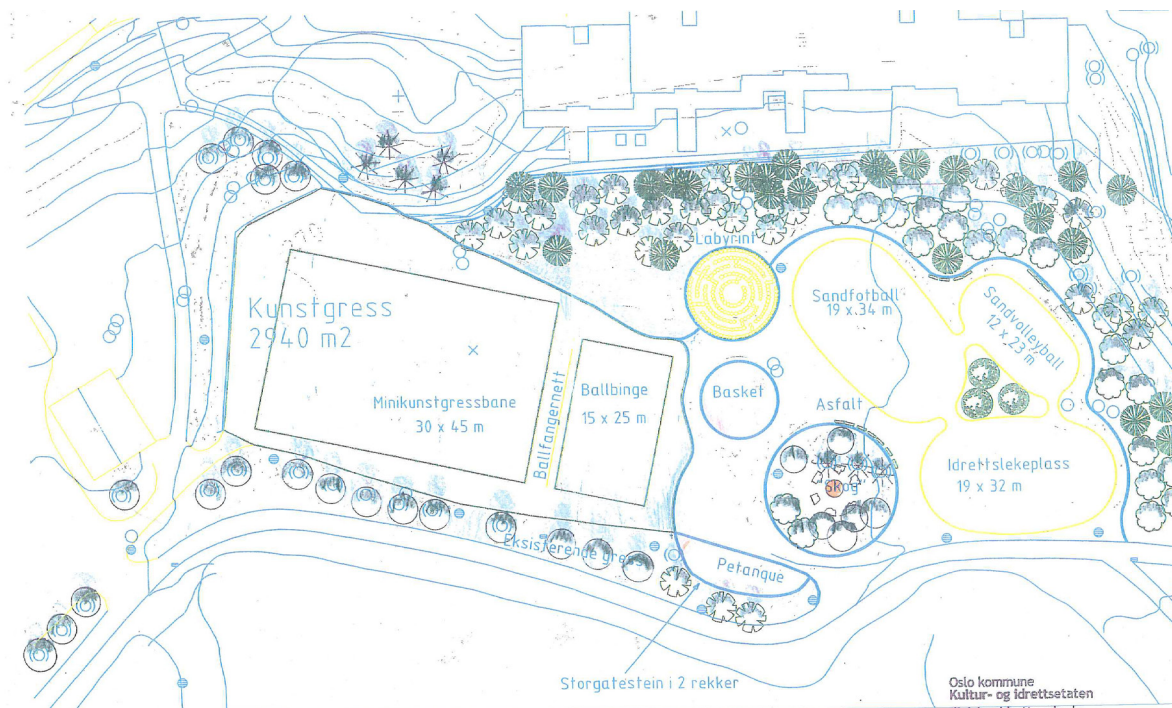 Labyrint
Kunstgress
2940 m2
Sandfotball
19 x 34 m
Sandvolleyball
12 x 23 m
Minikunstgressbane
30 x 45 m
Ballfangernett
Ballbinge
15 x 25 m
Basket
Asfalt
Skog
Idrettslekeplass
19 x 32 m
Eksisterende gress
Petanque
Storgatestein i 2 rekker
Oslo kommune
Kultur- og idrettsetaten